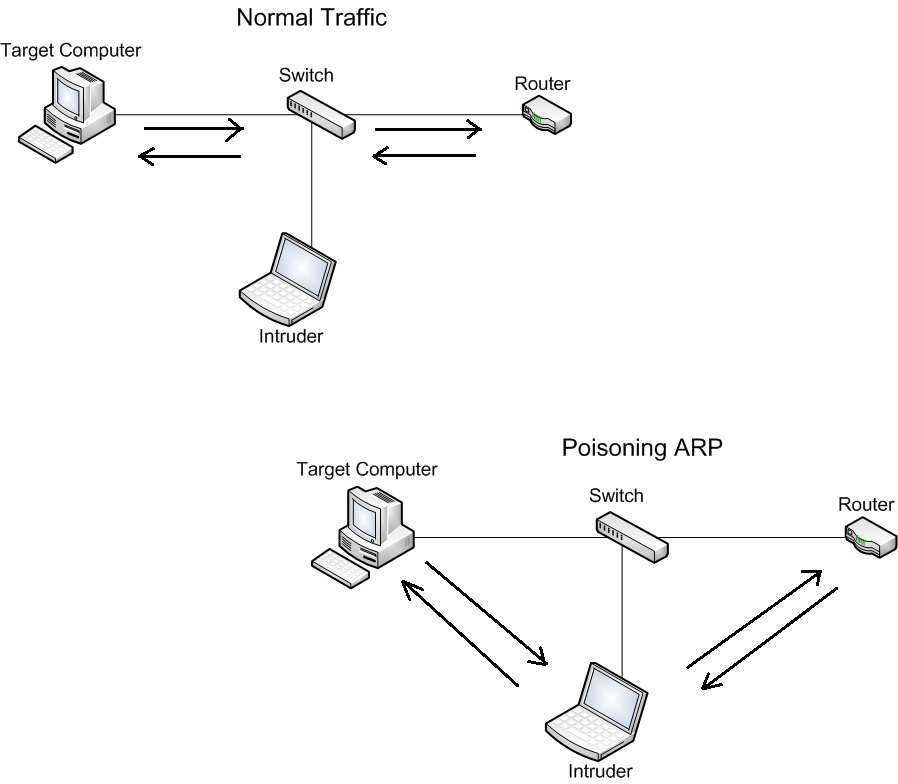 Normal Traffic
Target Computer
Switch
Router
Intruder
Poisoning ARP
Target Computer
Switch
Router
Intruder